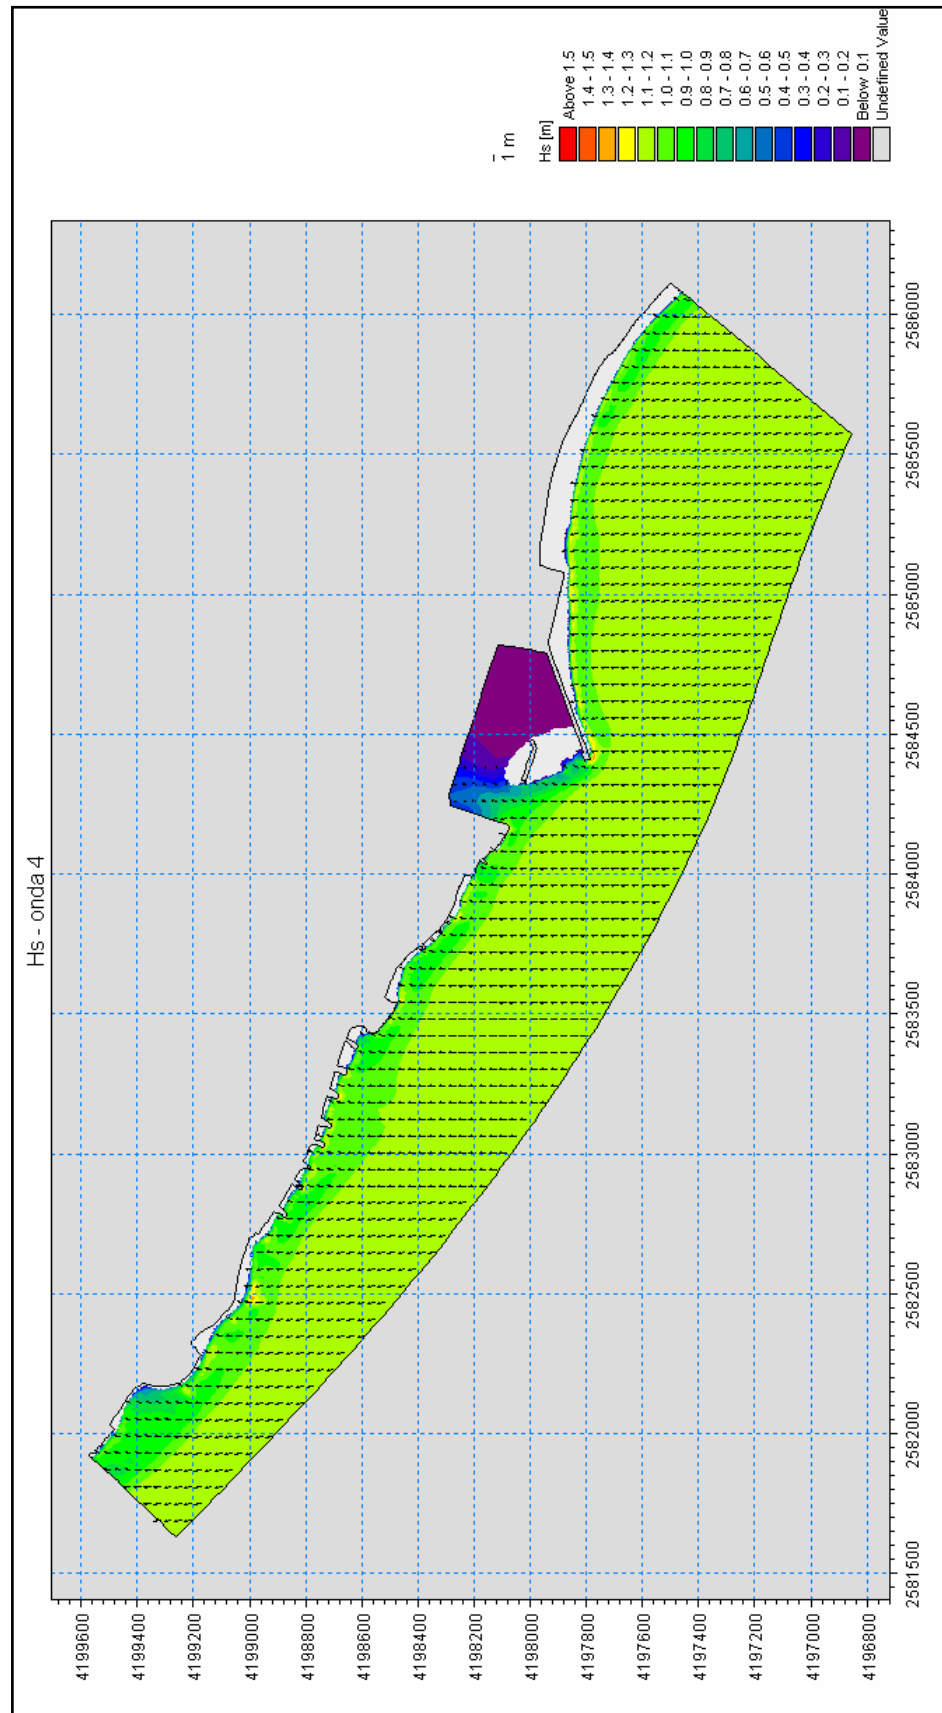 Hs - onda 4
4199600
4199400
4199200
4199000
4198800
4198600
4198400
4198200
4198000
4197800
4197600
4197400
4197200
4197000
4196800
2581500
2582000
2582500
2583000
2583500
2584000
2584500
2585000
2585500
2586000
1 m
Hs [m]
Above 1.5
1.4 - 1.5
1.3 - 1.4
1.2 - 1.3
1.1 - 1.2
1.0 - 1.1
0.9 - 1.0
0.8 - 0.9
0.7 - 0.8
0.6 - 0.7
0.5 - 0.6
0.4 - 0.5
0.3 - 0.4
0.2 - 0.3
0.1 - 0.2
Below 0.1
Undefined Value